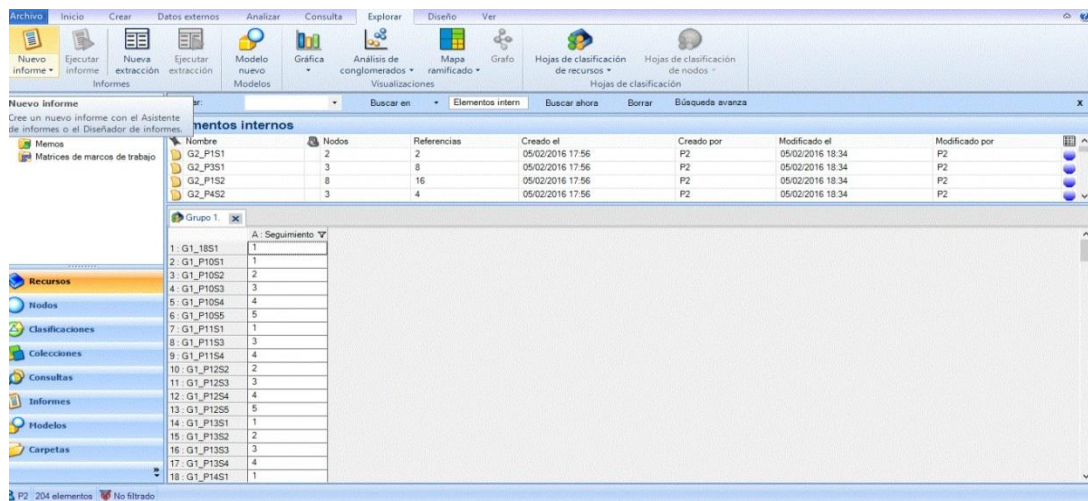 Archivo Inicio Crear Datos externos Analizar Consulta Explorar Diseño Ver
Nuevo informe Ejecutar informe Nueva extracción Ejecutar extracción Modelo nuevo Gráfica Análisis de conglomerados Mapa ramificado Grafo Hojas de clasificación de recursos Hojas de clasificación de nodos
Informes Modelos Visualizaciones Hojas de clasificación
Nuevo informe
Cree un nuevo informe con el Asistente
de informes o el Diseñador de informes.
Buscar en Elementos intern Buscar ahora Borrar Búsqueda avanza X
Memos
Matrices de marcos de trabajo
mentos internos
Nombre Nodos Referencias Creado el Creado por Modificado el Modificado por
G2_P1S1 2 2 05/02/2016 17:56 P2 05/02/2016 18:34 P2
G2_P3S1 3 8 05/02/2016 17:56 P2 05/02/2016 18:34 P2
G2_P1S2 8 16 05/02/2016 17:56 P2 05/02/2016 18:34 P2
G2_P4S2 3 4 05/02/2016 17:56 P2 05/02/2016 18:34 P2
Grupo 1.
A : Seguimiento
1 : G1_18S1 1
2 : G1_P10S1 1
3 : G1_P10S2 2
4 : G1_P10S3 3
5 : G1_P10S4 4
6 : G1_P10S5 5
7 : G1_P11S1 1
8 : G1_P11S3 3
9 : G1_P11S4 4
10 : G1_P12S2 2
11 : G1_P12S3 3
12 : G1_P12S4 4
13 : G1_P12S5 5
14 : G1_P13S1 1
15 : G1_P13S2 2
16 : G1_P13S3 3
17 : G1_P13S4 4
18 : G1_P14S1 1
Recursos
Nodos
Clasificaciones
Colecciones
Consultas
Informes
Modelos
Carpetas
P2 204 elementos No filtrado